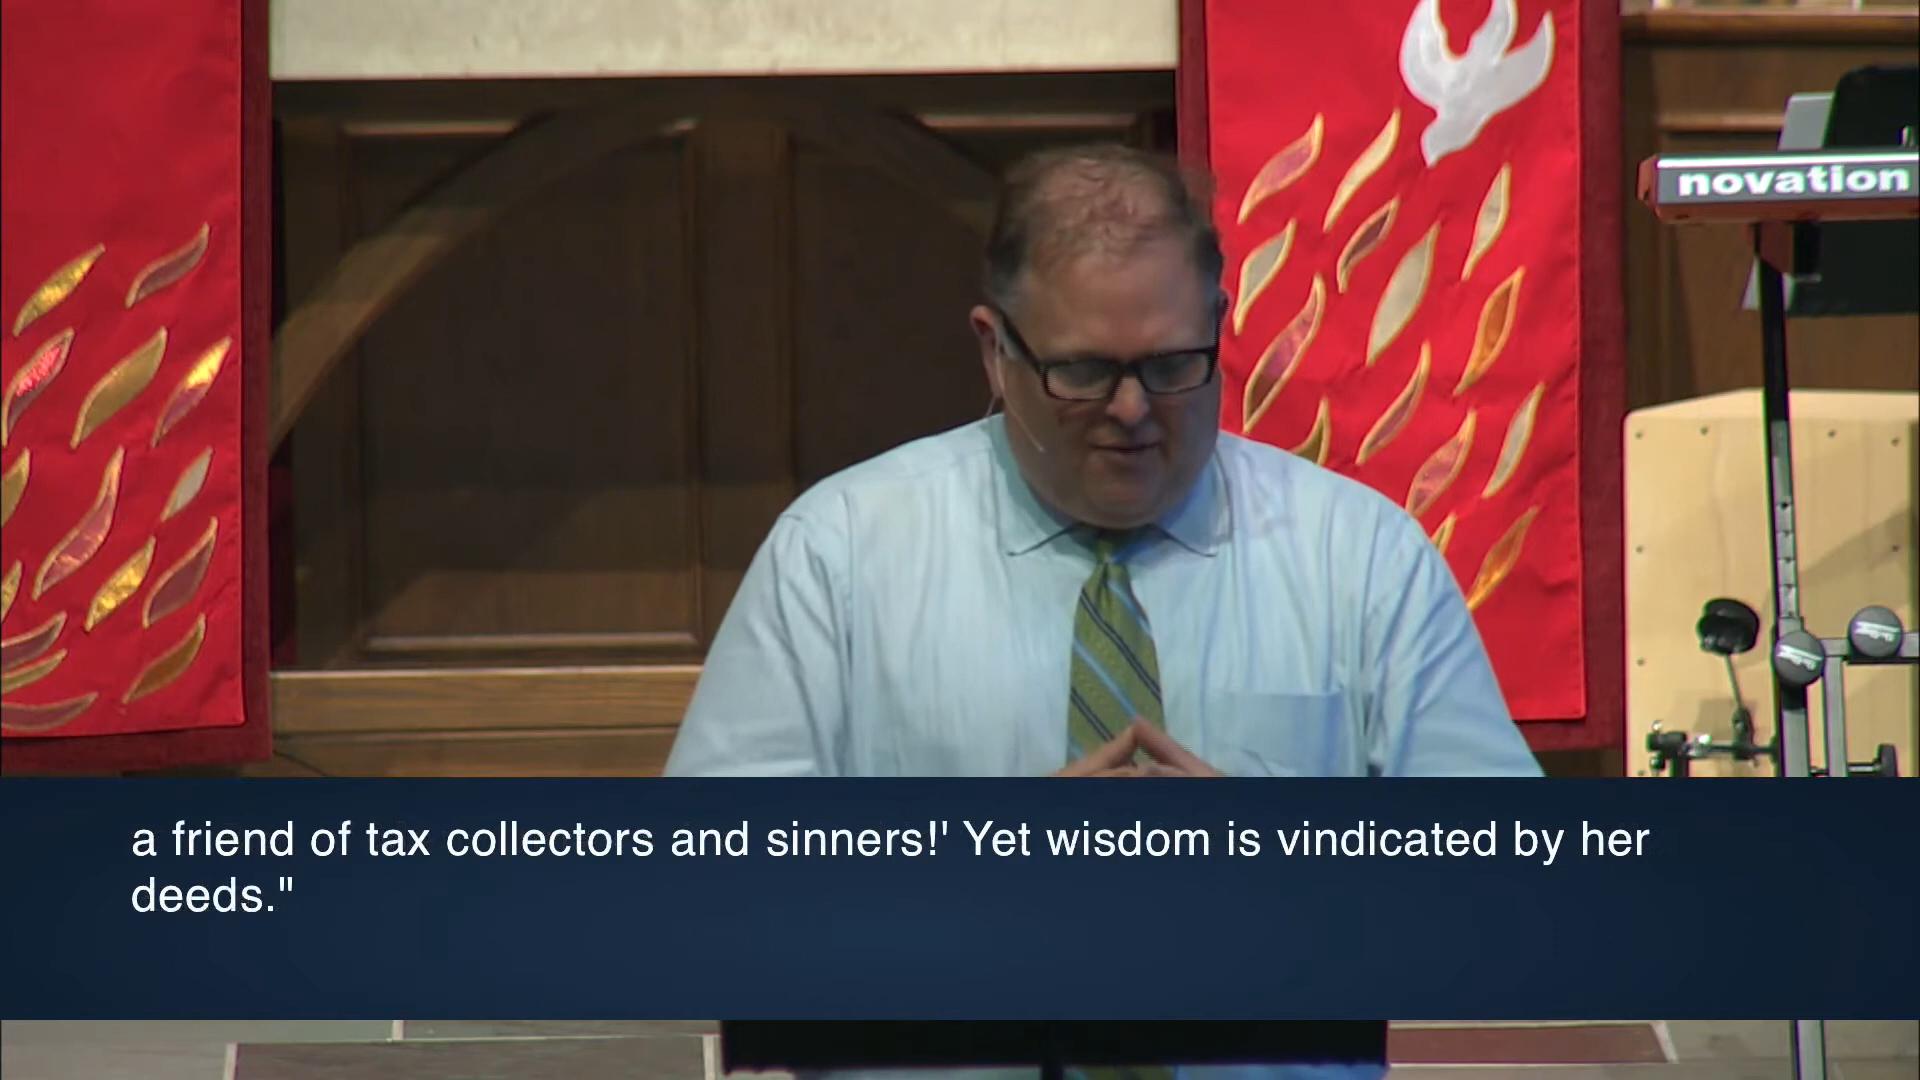 novation
a friend of tax collectors and sinners!' Yet wisdom is vindicated by her
deeds."